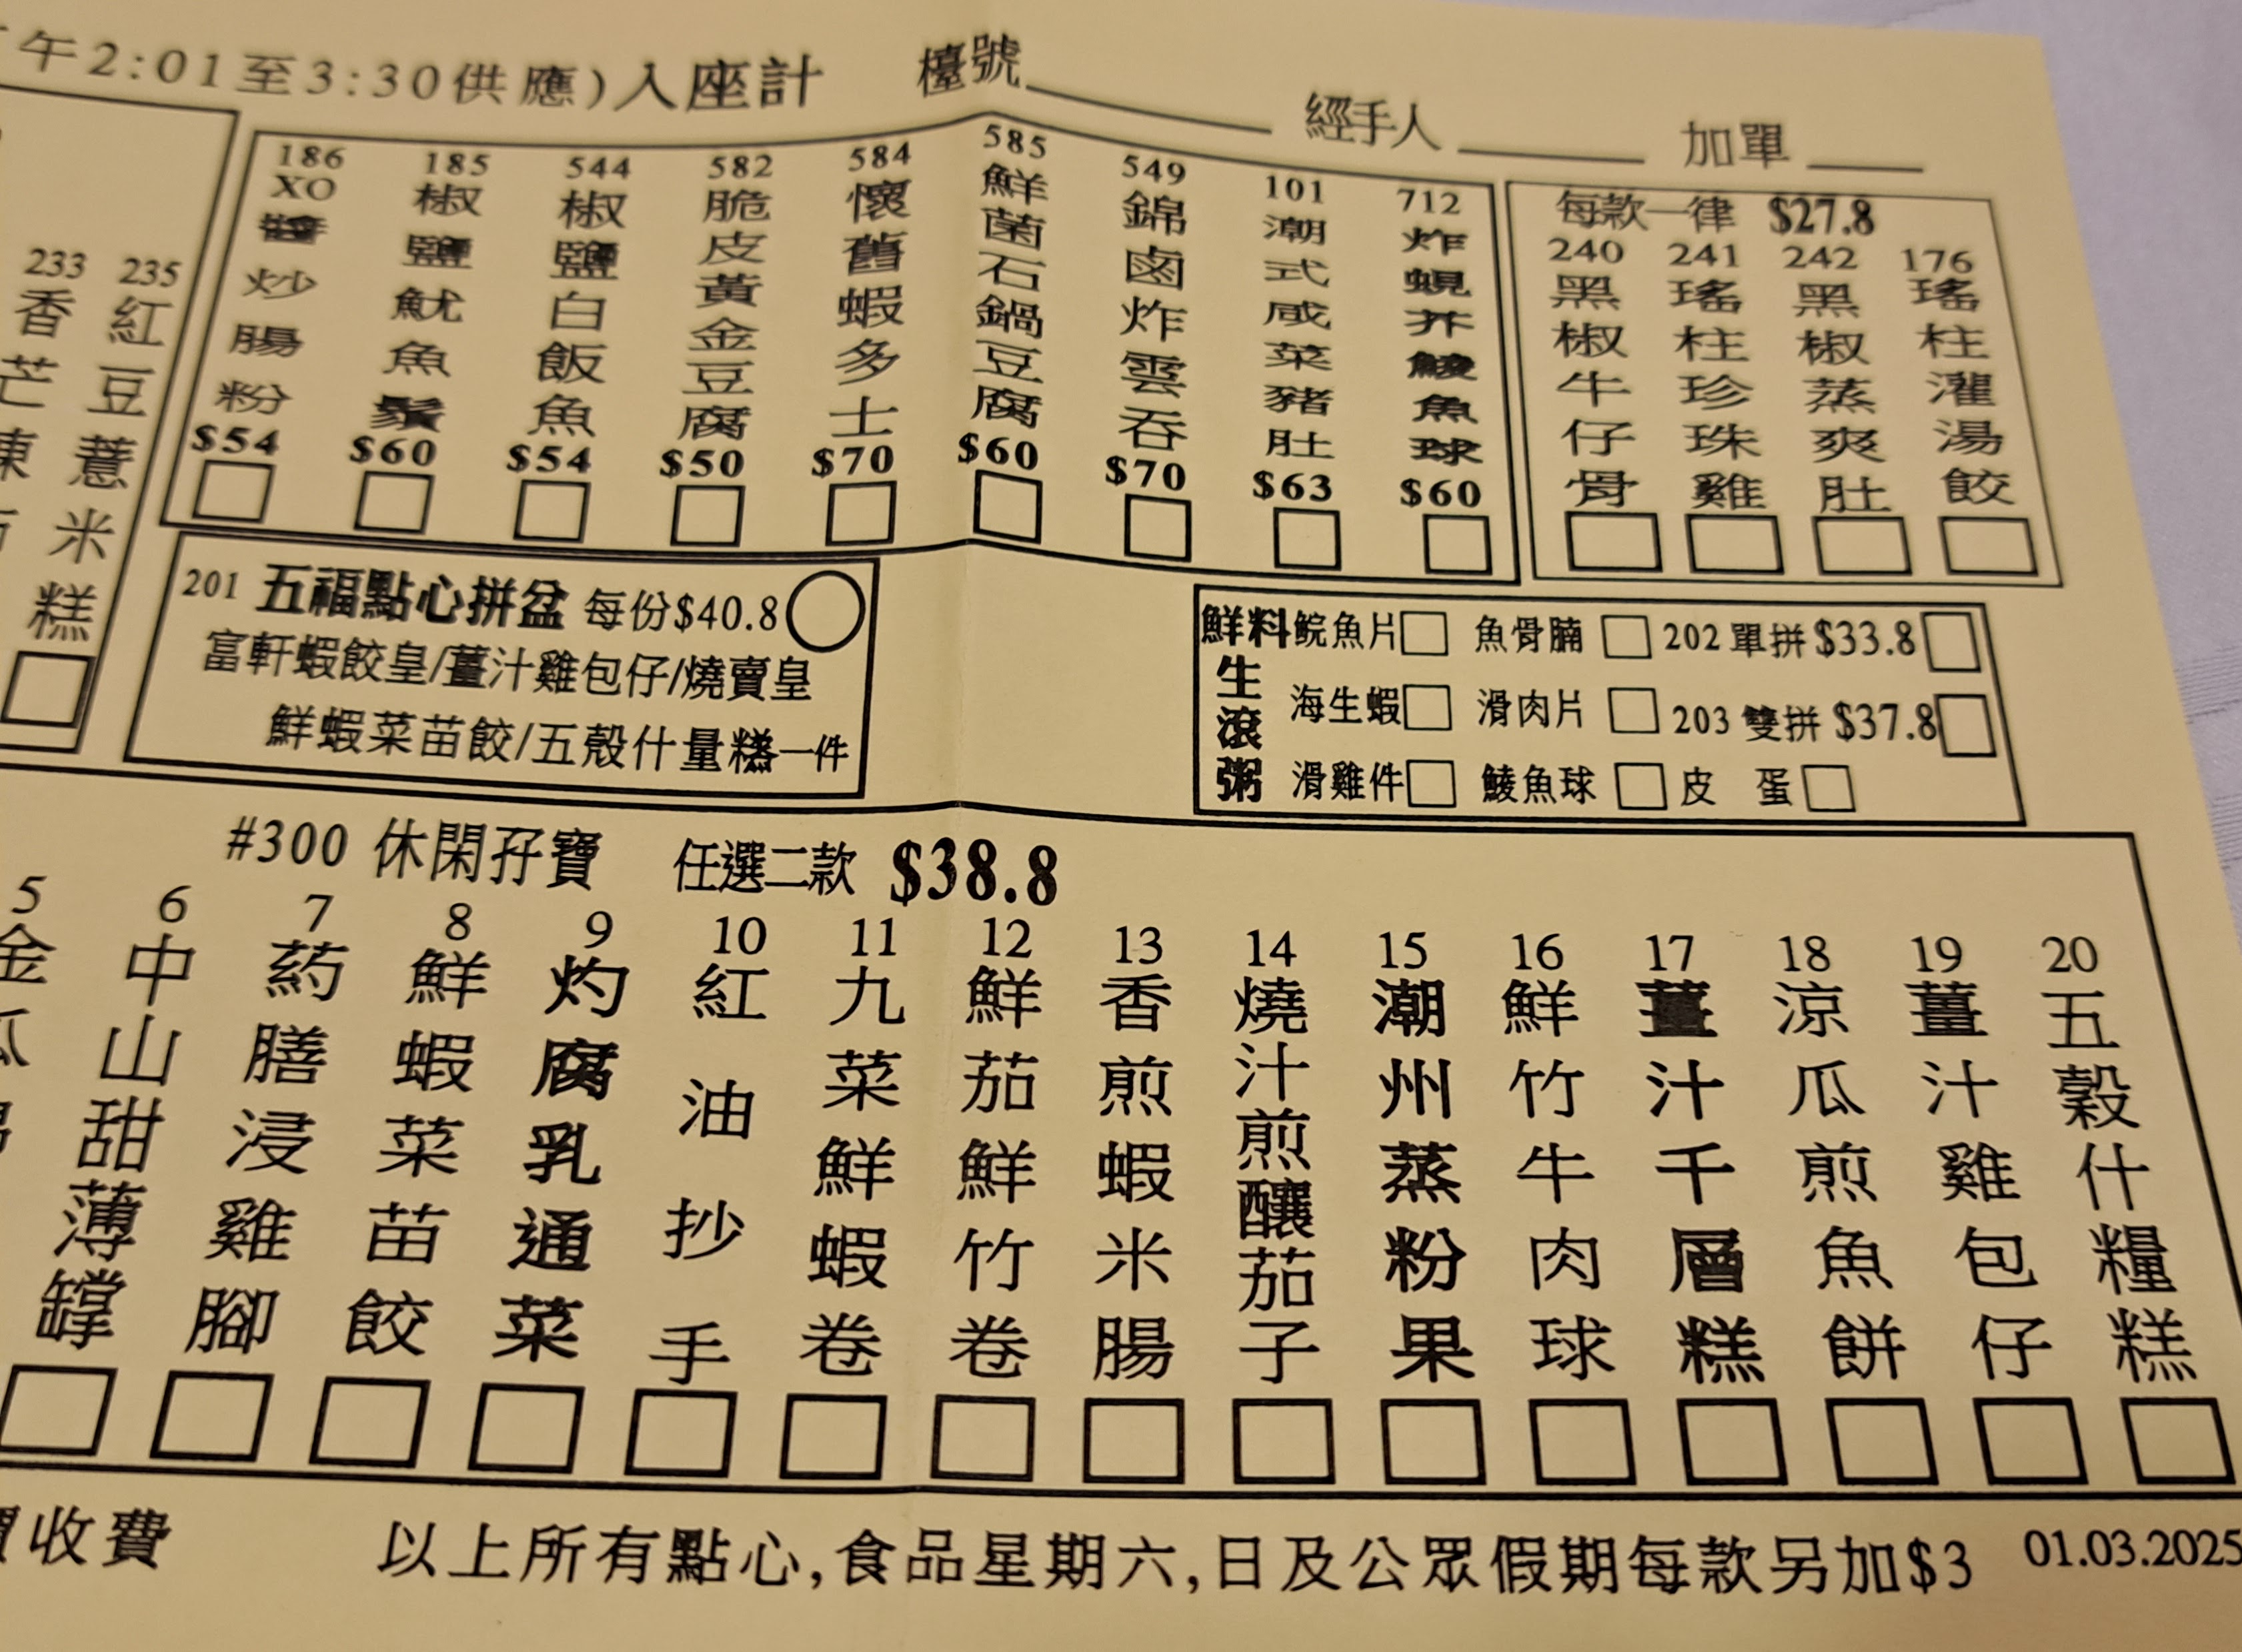 午2:01至3:30供應)入座計 檯號 經手人 加單
233
香芒
235
紅豆薏米糕
186
XO醬炒腸粉
$54
185
椒鹽魷魚鬚
$60
544
椒鹽白飯魚
$54
582
脆皮黃金豆腐
$50
584
懷舊蝦多士
$70
585
鮮菌石鍋豆腐
$60
549
錦鹵炸雲吞
$70
101
潮式咸菜豬肚
$63
712
炸蜆芥鯪魚球
$60
每款一律 $27.8
240
黑椒牛仔骨
241
瑤柱珍珠雞
242
黑椒蒸爽肚
176
瑤柱灌湯餃
201 五福點心拼盆 每份$40.8
富軒蝦餃皇/薑汁雞包仔/燒賣皇
鮮蝦菜苗餃/五殼什量糕一件
鮮料生滾粥
鯇魚片 魚骨腩 202 單拼 $33.8
海生蝦 滑肉片 203 雙拼 $37.8
滑雞件 鯪魚球 皮蛋
#300 休閑孖寶 任選二款 $38.8
5
金
6
中山甜薄罉
7
葯膳浸雞腳
8
鮮蝦菜苗餃
9
灼腐乳通菜
10
紅油抄手
11
九菜鮮蝦卷
12
鮮茄鮮竹卷
13
香煎蝦米腸
14
燒汁煎釀茄子
15
潮州蒸粉果
16
鮮竹牛肉球
17
薑汁千層糕
18
涼瓜煎魚餅
19
薑汁雞包仔
20
五穀什糧糕
收費 以上所有點心,食品星期六,日及公眾假期每款另加$3 01.03.2025